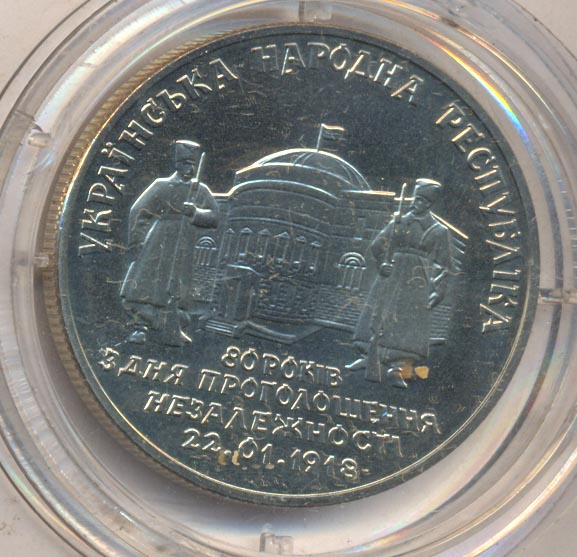 УКРАЇНСЬКА НАРОДНА РЕСПУБЛІКА
80 РОКІВ
З ДНЯ ПРОГОЛОШЕННЯ
НЕЗАЛЕЖНОСТІ
22.01.1918